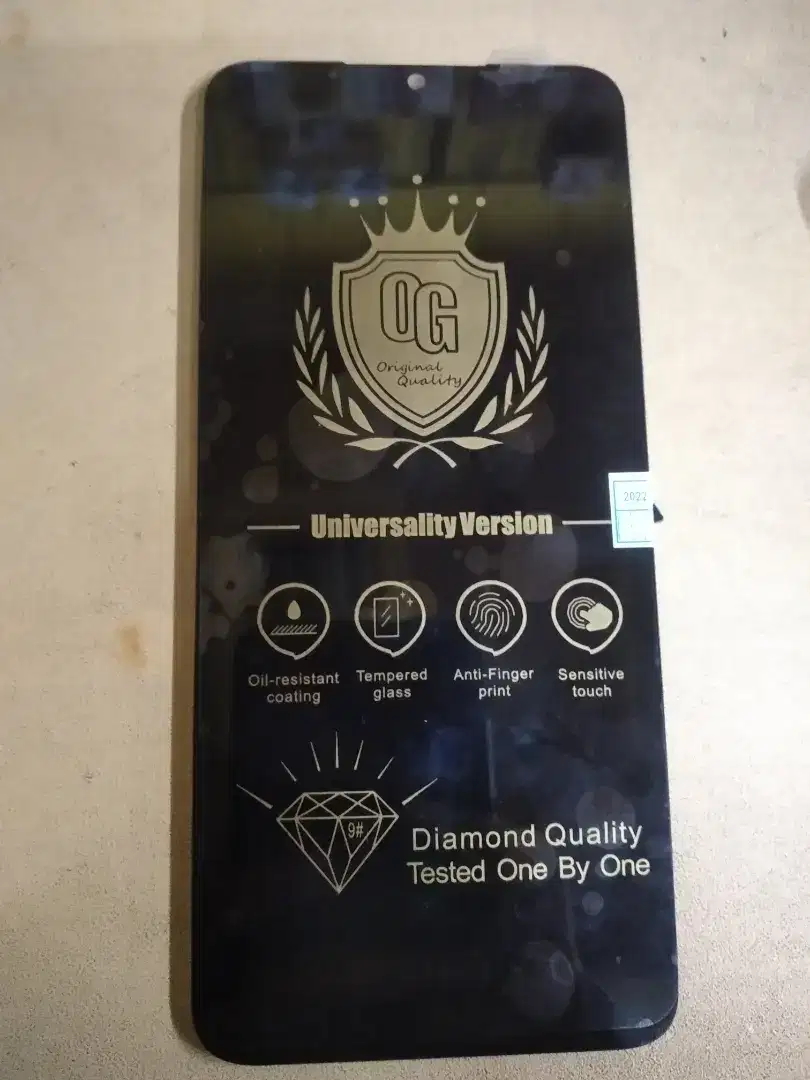 OG
Original
Quality
2022
Universality Version
Oil-resistant
coating
Tempered
glass
Anti-Finger
print
Sensitive
touch
9#
Diamond Quality
Tested One By One